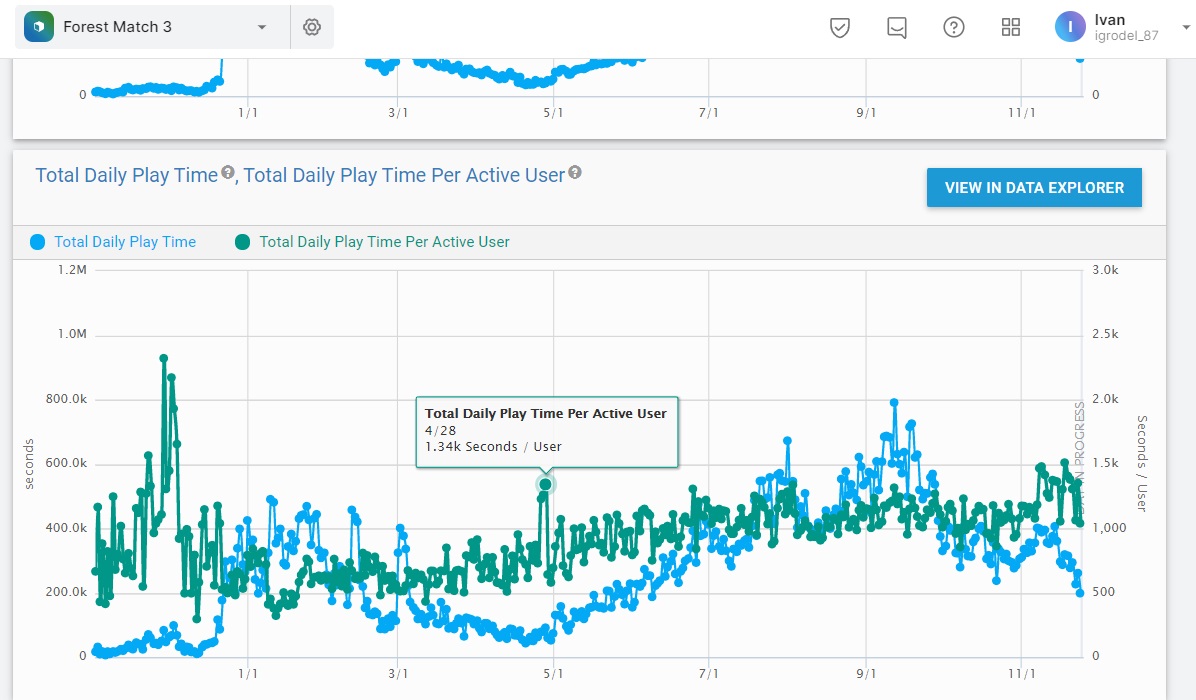 Forest Match 3
I
Ivan
igrodel_87
0
0
1/1
3/1
5/1
7/1
9/1
11/1
Total Daily Play Time ?, Total Daily Play Time Per Active User ?
VIEW IN DATA EXPLORER
Total Daily Play Time
Total Daily Play Time Per Active User
1.2M
3.0k
1.0M
2.5k
800.0k
2.0k
600.0k
1.5k
400.0k
1,000
200.0k
500
0
0
seconds
Seconds / User
DAY IN PROGRESS
Total Daily Play Time Per Active User
4/28
1.34k Seconds / User
1/1
3/1
5/1
7/1
9/1
11/1